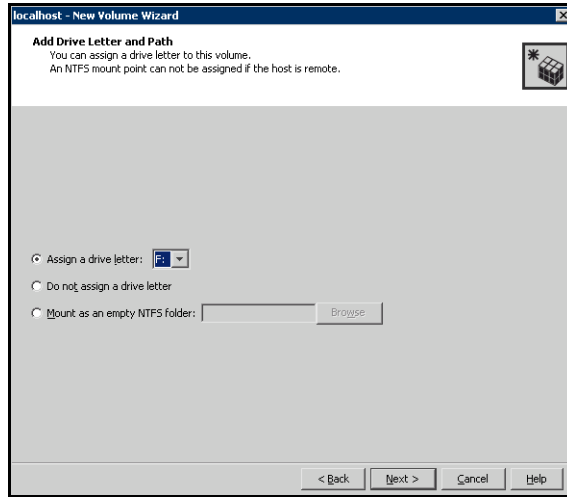 localhost - New Volume Wizard
Add Drive Letter and Path
You can assign a drive letter to this volume.
An NTFS mount point can not be assigned if the host is remote.
Assign a drive letter: F:
Do not assign a drive letter
Mount as an empty NTFS folder: Browse
< Back Next > Cancel Help